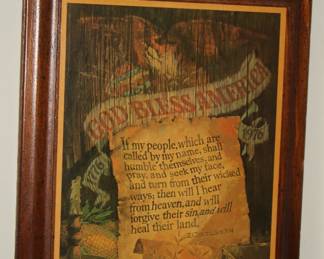 GOD BLESS AMERICA
1776
1976
If my people, which are
called by my name, shall
humble themselves, and
pray, and seek my face,
and turn from their wicked
ways; then will I hear
from heaven, and will
forgive their sin, and will
heal their land.